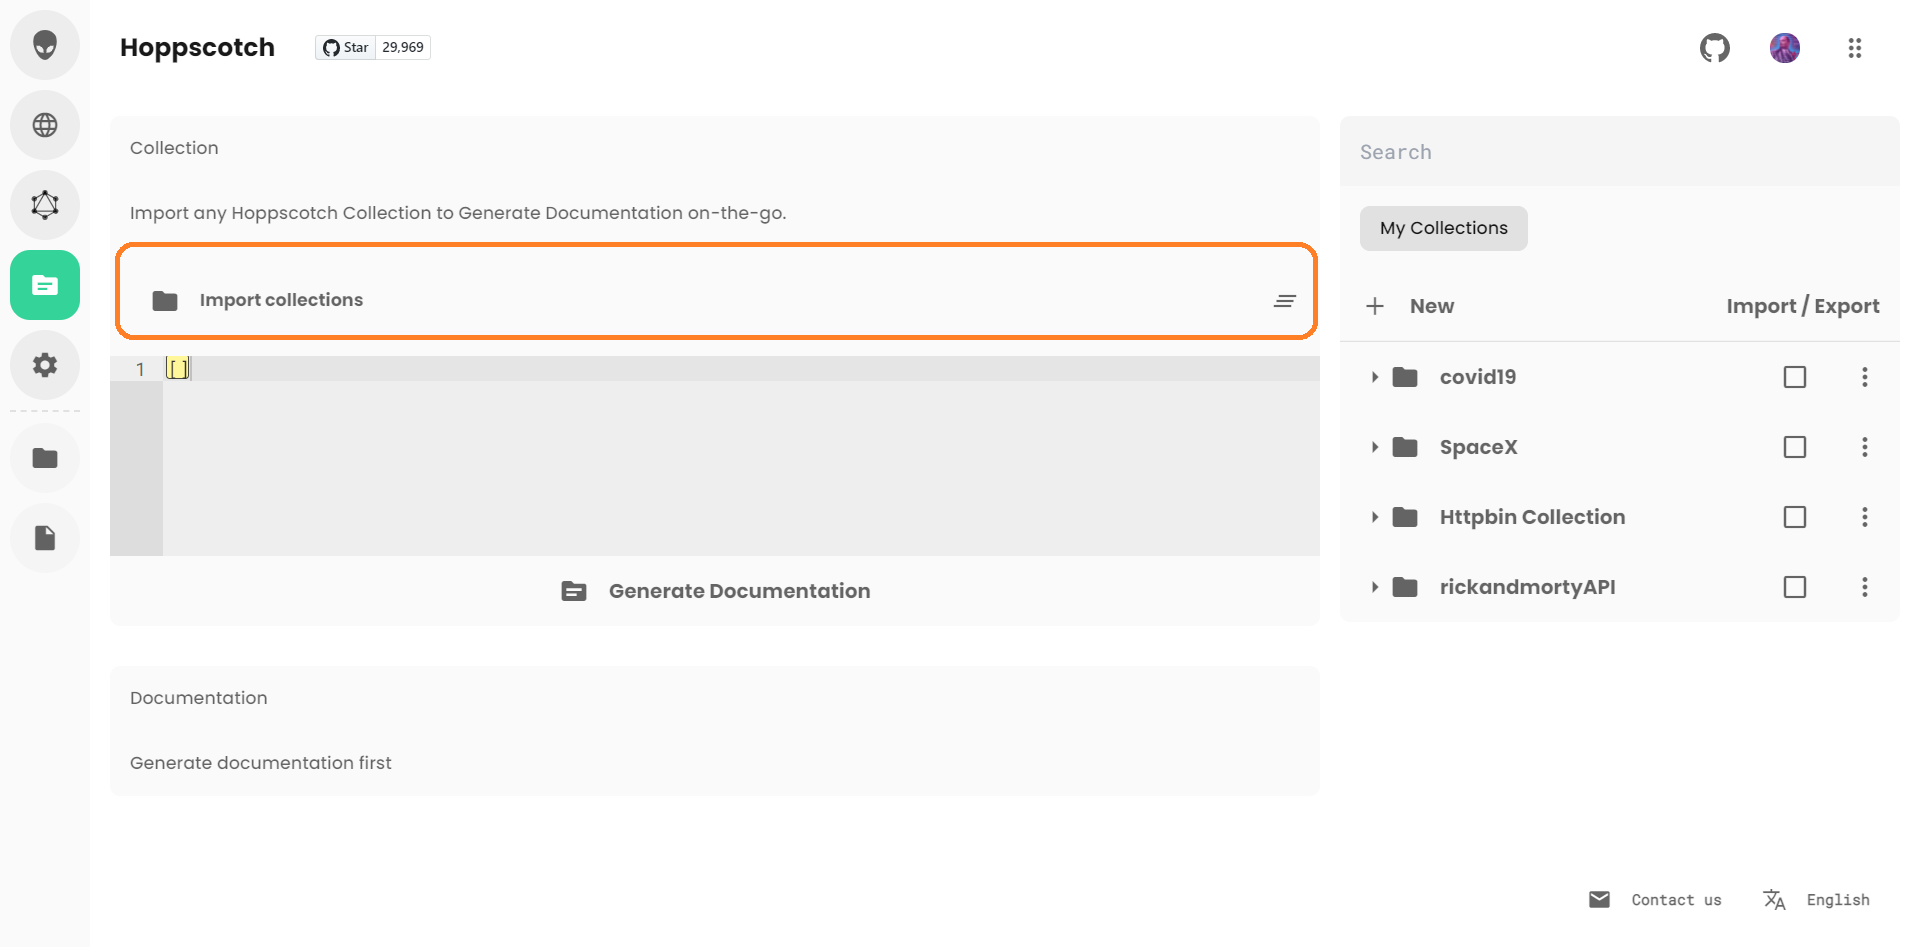 Hoppscotch
Star 29,969
Collection
Import any Hoppscotch Collection to Generate Documentation on-the-go.
Import collections
1 []
Generate Documentation
Documentation
Generate documentation first
Search
My Collections
New Import / Export
covid19
SpaceX
Httpbin Collection
rickandmortyAPI
Contact us English